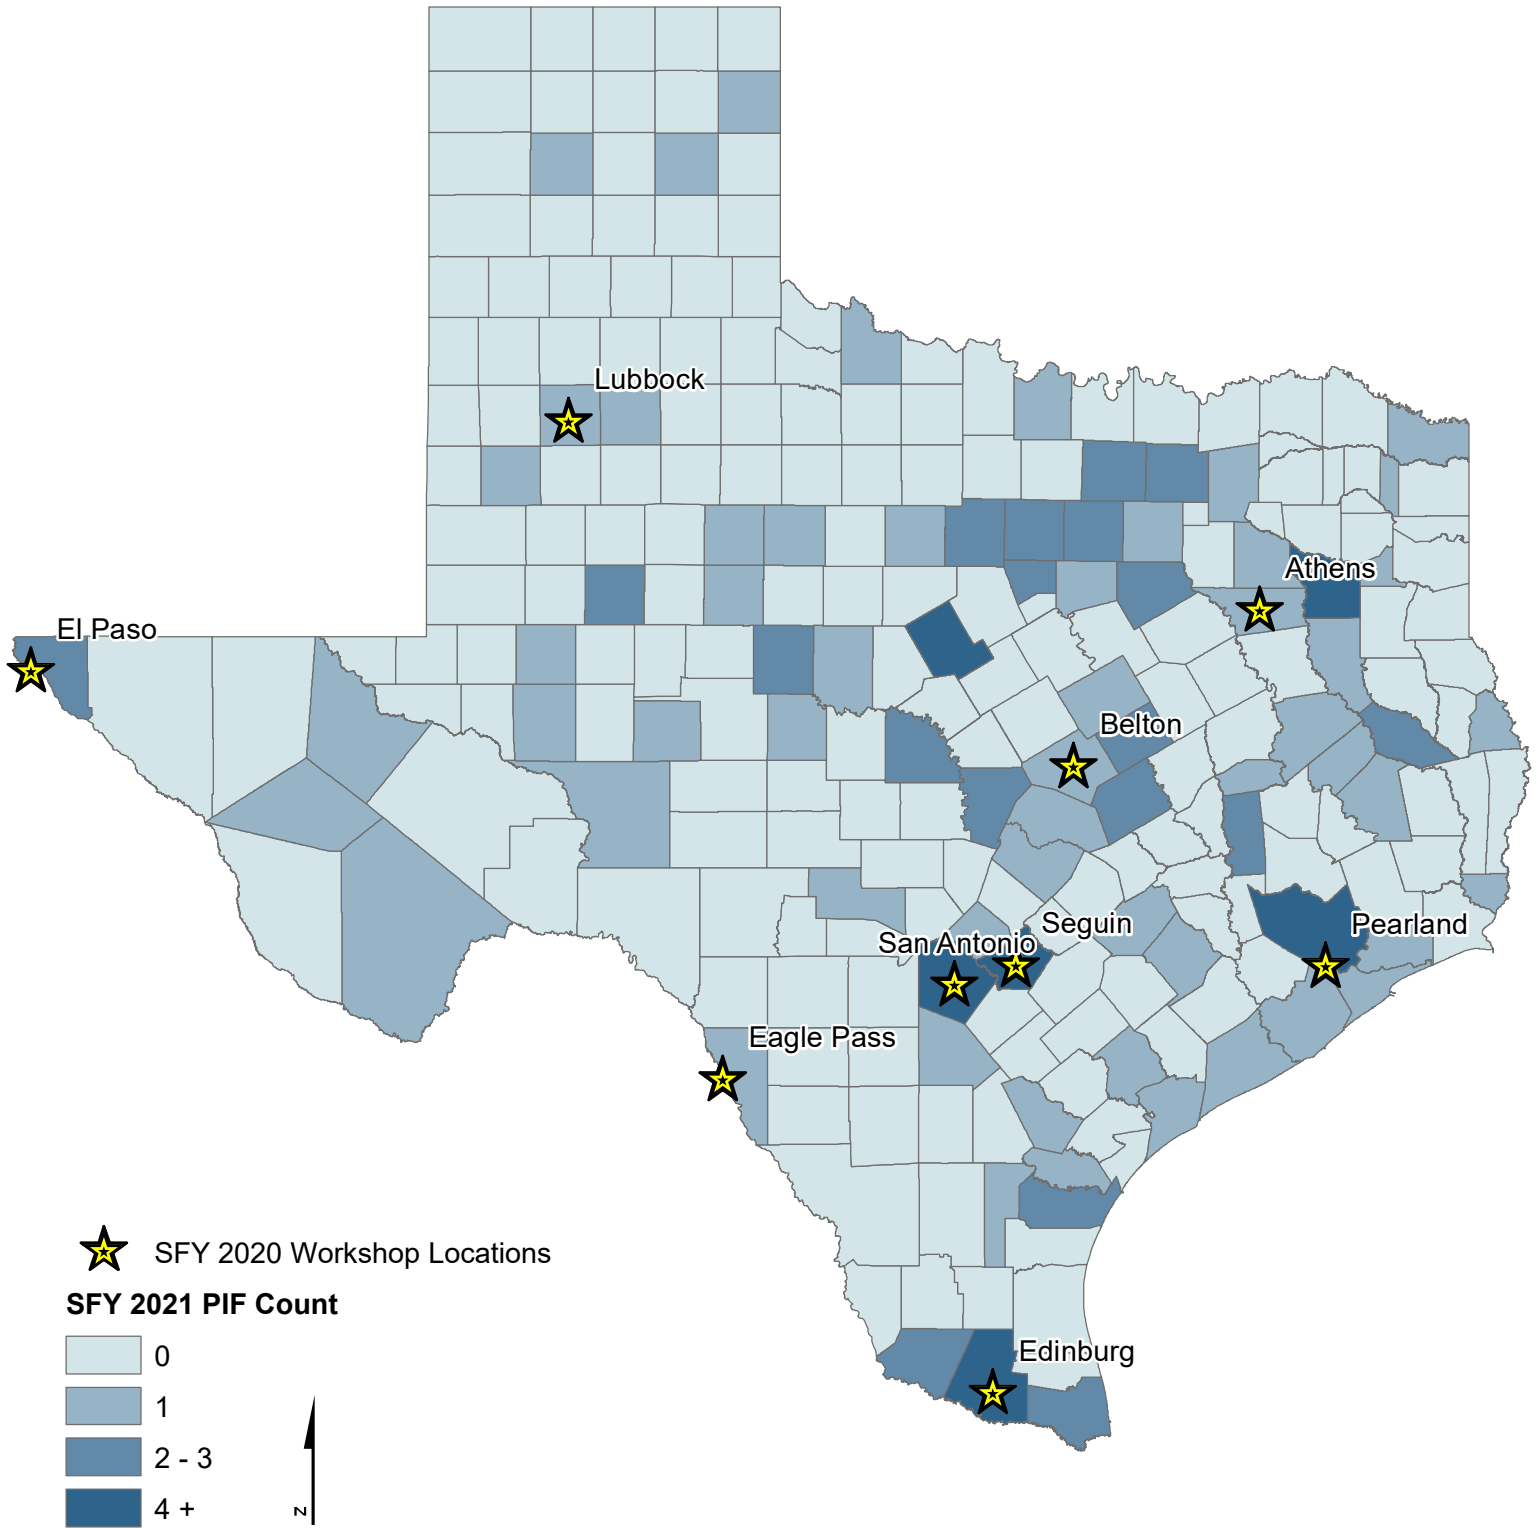 Lubbock
Athens
El Paso
Belton
Seguin
Pearland
San Antonio
Eagle Pass
SFY 2020 Workshop Locations
SFY 2021 PIF Count
Edinburg
0
1
2 - 3
4 +
N